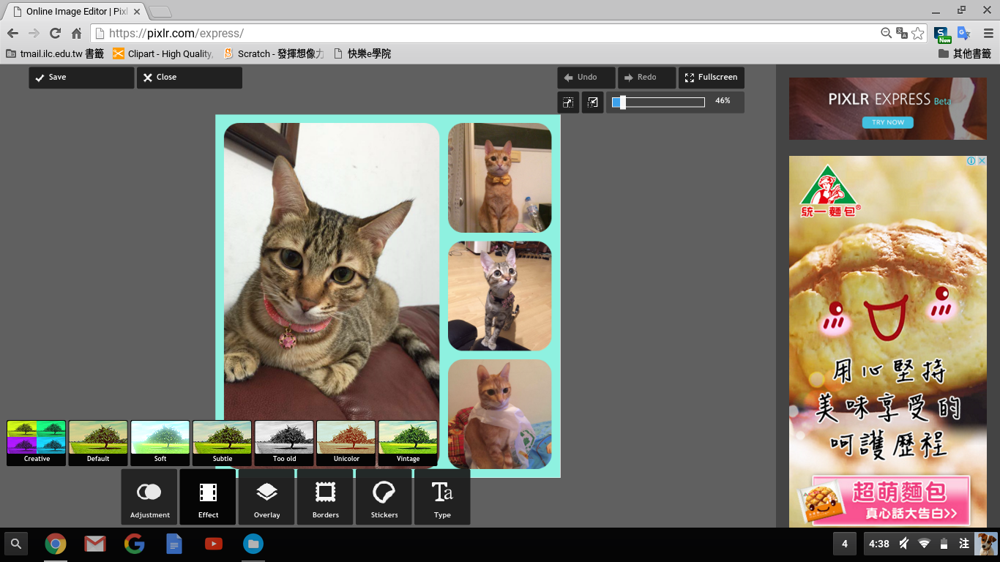 Online Image Editor | Pixl
https://pixlr.com/express/
New
tmail.ilc.edu.tw 書籤
Clipart - High Quality,
Scratch - 發揮想像力
快樂e學院
其他書籤
Save
Close
Undo
Redo
Fullscreen
46%
PIXLR EXPRESS Beta
TRY NOW
統一麵包®
用心堅持
美味享受的
呵護歷程
超萌麵包
真心話大告白>>
Creative
Default
Soft
Subtle
Too old
Unicolor
Vintage
Adjustment
Effect
Overlay
Borders
Stickers
Ta
Type
4
4:38
注